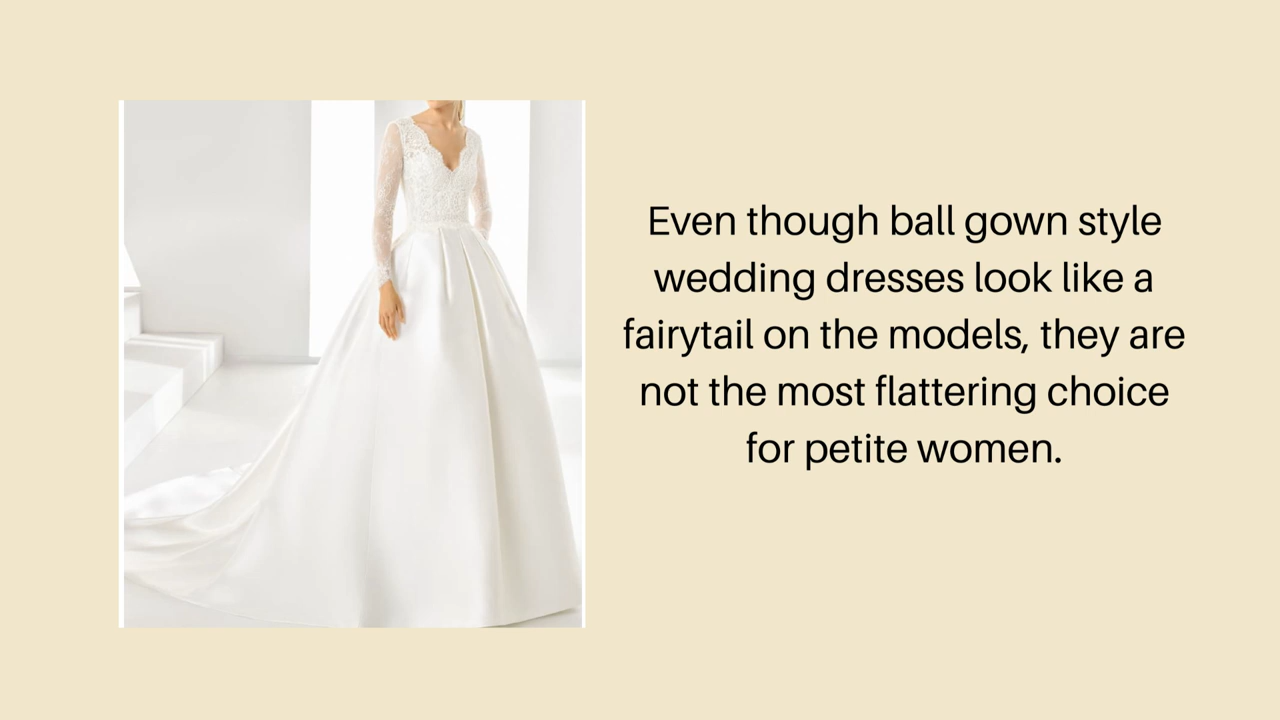 Even though ball gown style
wedding dresses look like a
fairytail on the models, they are
not the most flattering choice
for petite women.